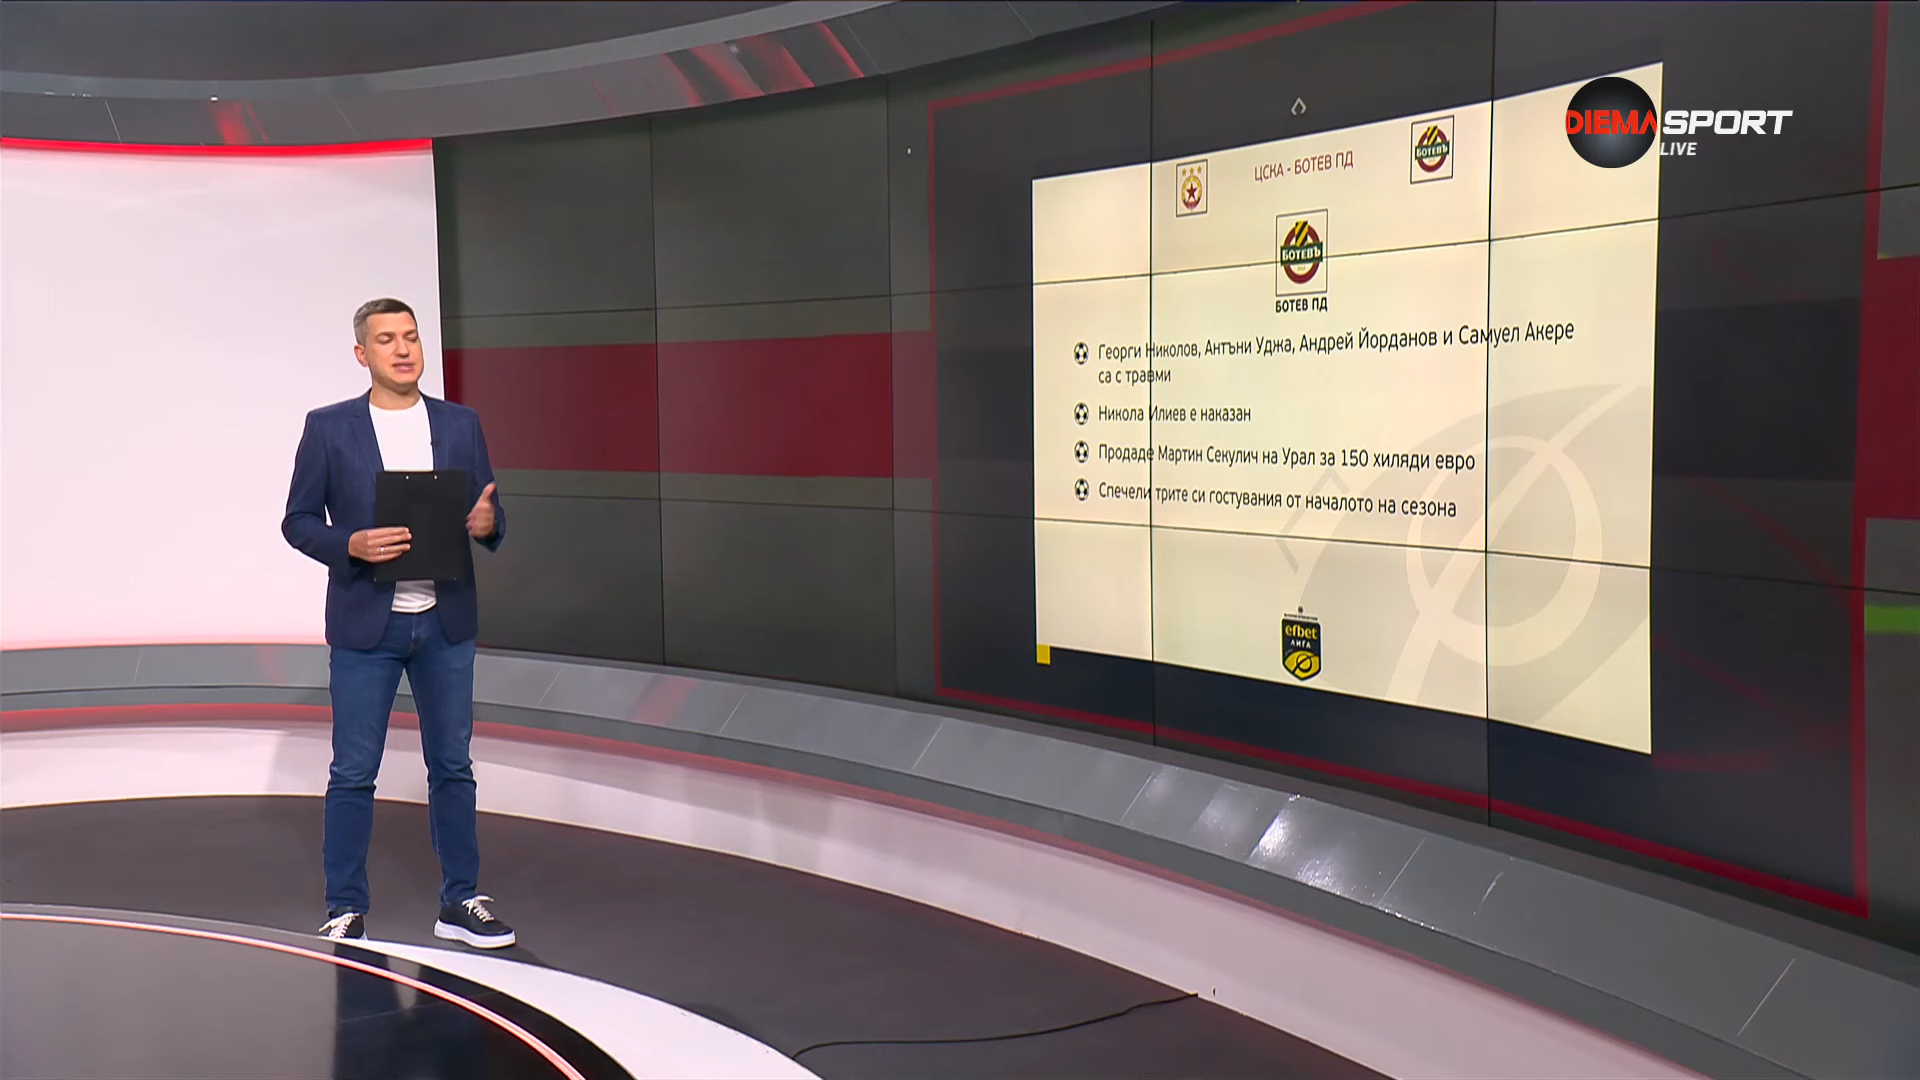 DIEMA SPORT
LIVE
ЦСКА - БОТЕВ ПД
БОТЕВЪ
БОТЕВЪ
БОТЕВ ПД
Георги Николов, Антъни Уджа, Андрей Йорданов и Самуел Акере
са с травми
Никола Илиев е наказан
Продаде Мартин Секулич на Урал за 150 хиляди евро
Спечели трите си гостувания от началото на сезона
efbet
ЛИГА